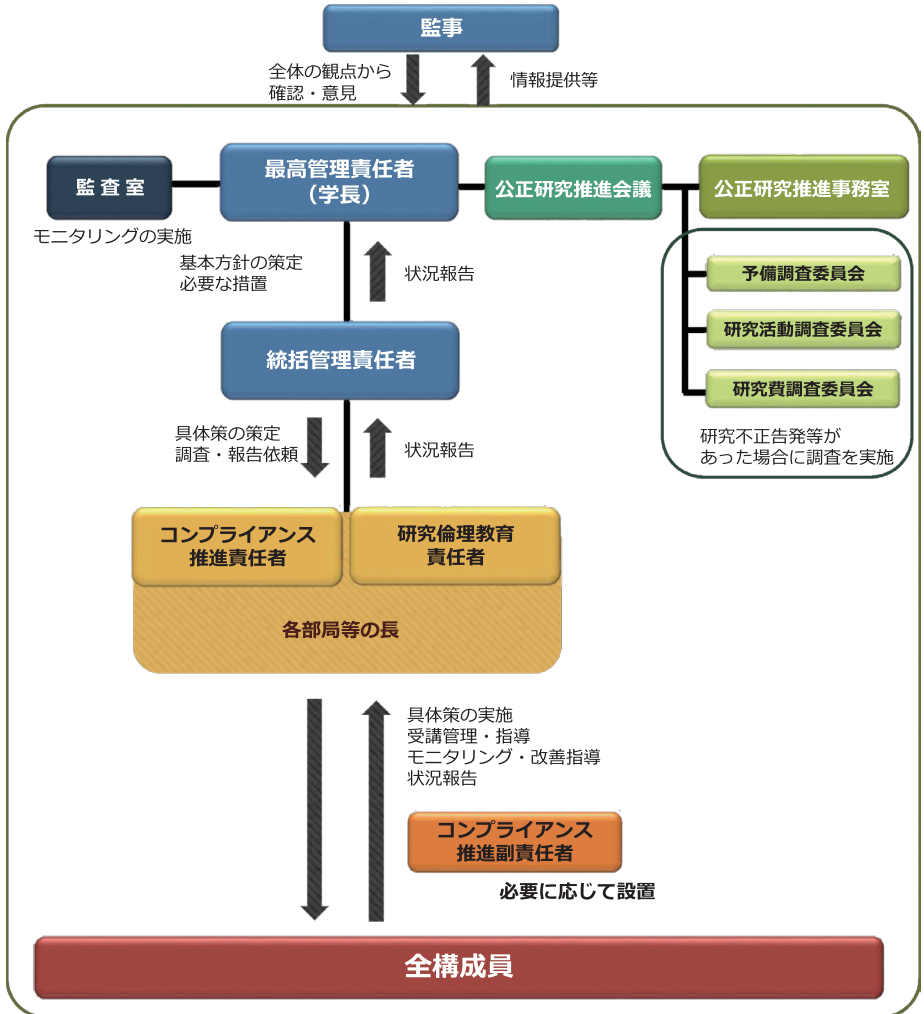 監事
全体の観点から
確認・意見
情報提供等
監査室
モニタリングの実施
最高管理責任者
（学長）
公正研究推進会議
公正研究推進事務室
基本方針の策定
必要な措置
状況報告
予備調査委員会
研究活動調査委員会
研究費調査委員会
研究不正告発等が
あった場合に調査を実施
統括管理責任者
具体策の策定
調査・報告依頼
状況報告
コンプライアンス
推進責任者
研究倫理教育
責任者
各部局等の長
具体策の実施
受講管理・指導
モニタリング・改善指導
状況報告
コンプライアンス
推進副責任者
必要に応じて設置
全構成員